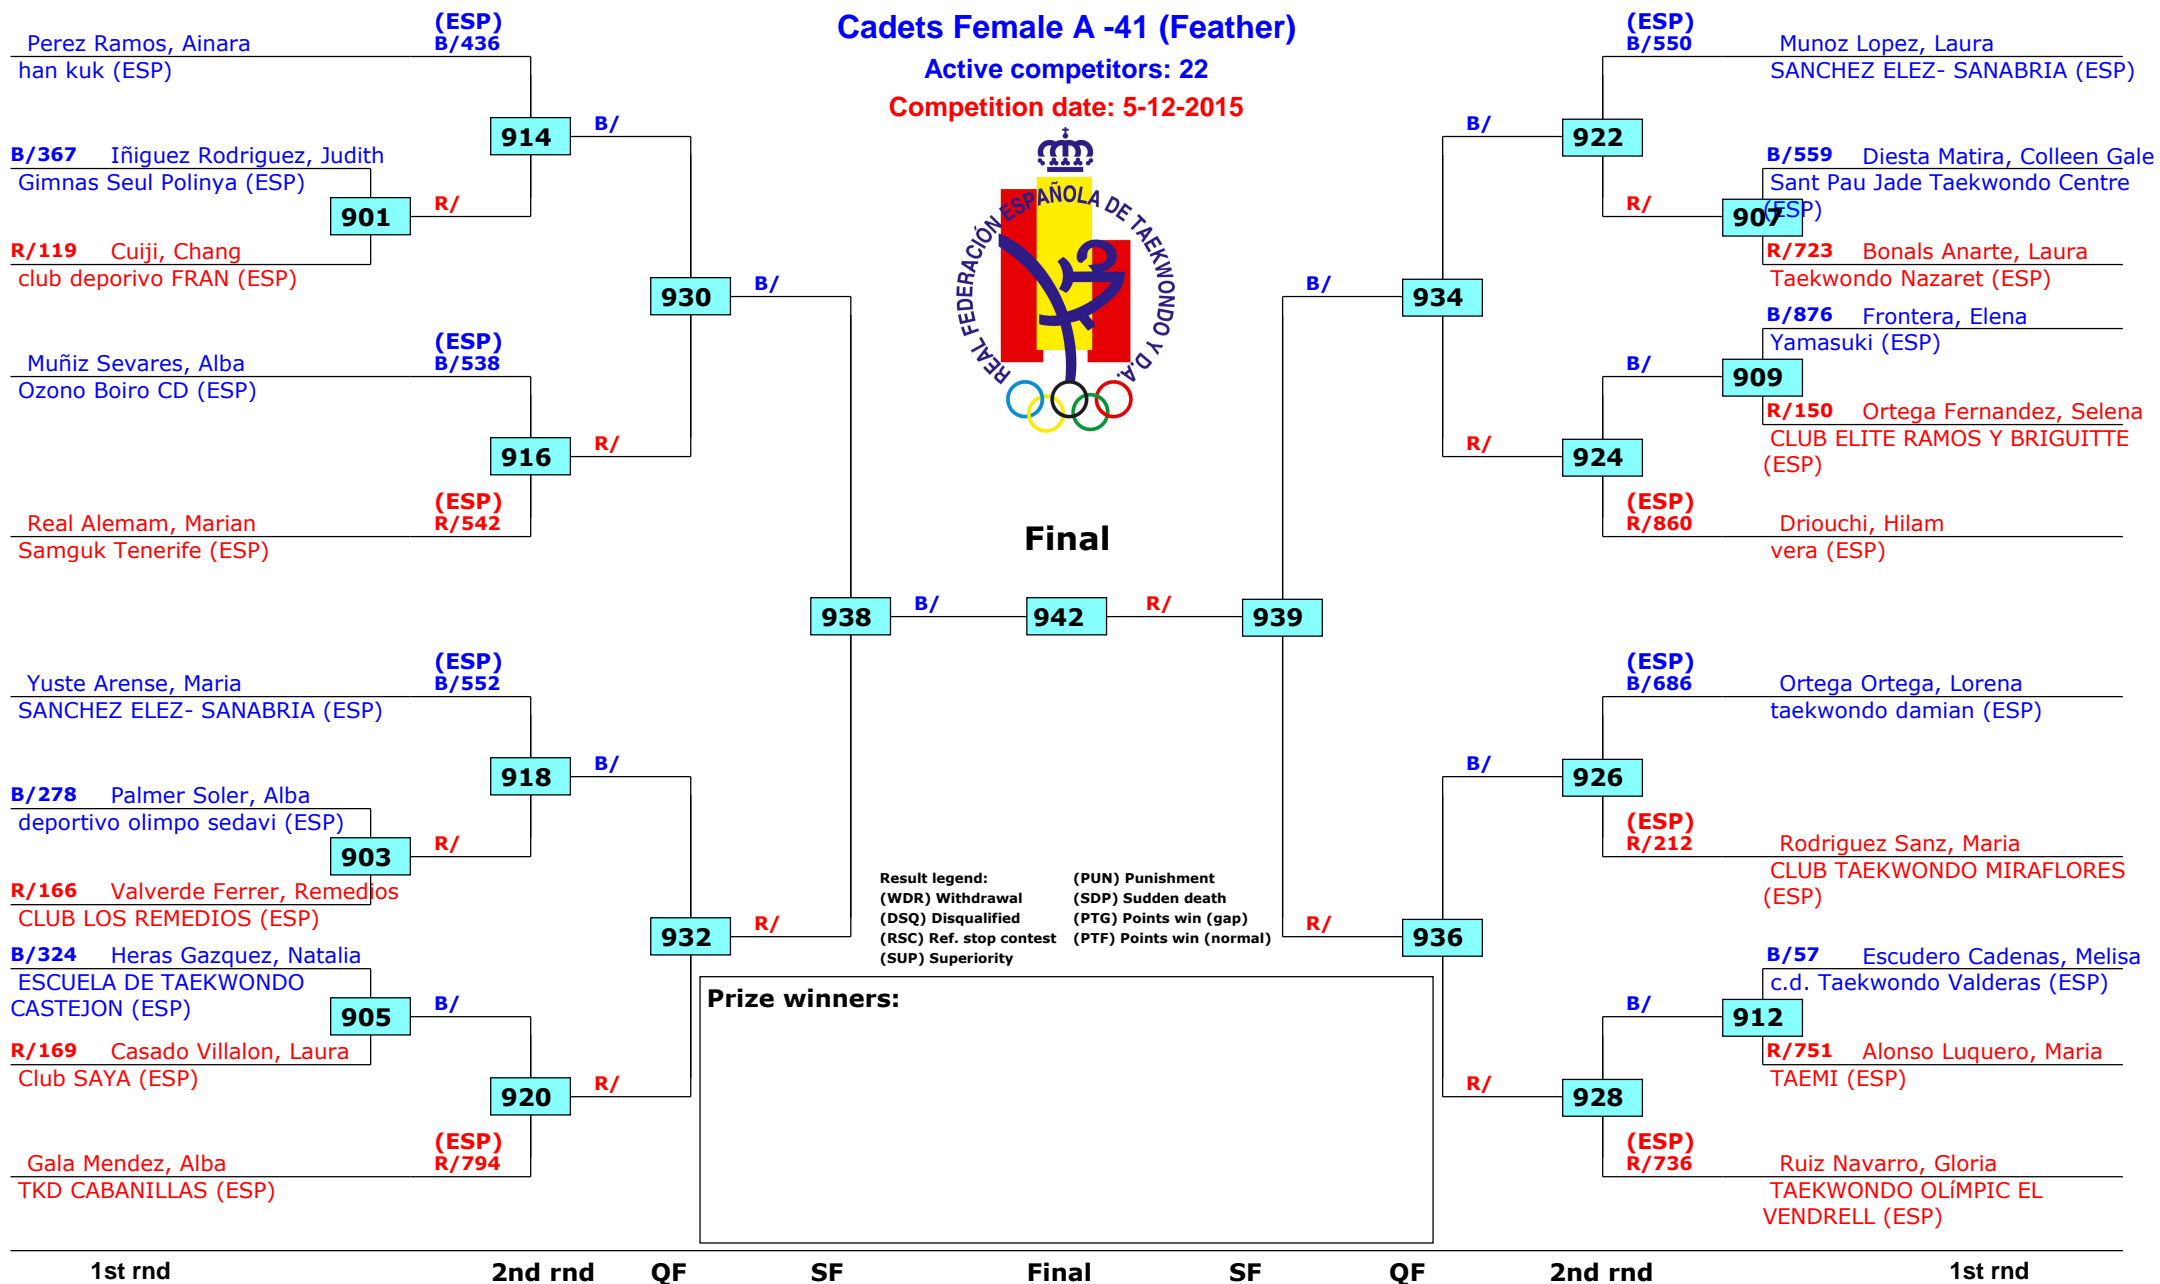 Cadets Female A -41 (Feather)
Active competitors: 22
Competition date: 5-12-2015
REAL FEDERACIÓN ESPAÑOLA DE TAEKWONDO Y D.A.
(ESP)
Perez Ramos, Ainara B/436
han kuk (ESP)
914
B/
B/367 Iñiguez Rodriguez, Judith
Gimnas Seul Polinya (ESP)
901
R/
R/119 Cuiji, Chang
club deporivo FRAN (ESP)
930
B/
(ESP)
Muñiz Sevares, Alba B/538
Ozono Boiro CD (ESP)
916
R/
(ESP)
Real Alemam, Marian R/542
Samguk Tenerife (ESP)
938
B/
(ESP)
Yuste Arense, Maria B/552
SANCHEZ ELEZ- SANABRIA (ESP)
918
B/
B/278 Palmer Soler, Alba
deportivo olimpo sedavi (ESP)
903
R/
R/166 Valverde Ferrer, Remedios
CLUB LOS REMEDIOS (ESP)
932
R/
B/324 Heras Gazquez, Natalia
ESCUELA DE TAEKWONDO
CASTEJON (ESP)
905
B/
R/169 Casado Villalon, Laura
Club SAYA (ESP)
920
R/
(ESP)
Gala Mendez, Alba R/794
TKD CABANILLAS (ESP)
Final
942
R/
939
(ESP)
B/550 Munoz Lopez, Laura
SANCHEZ ELEZ- SANABRIA (ESP)
B/
922
B/559 Diesta Matira, Colleen Gale
Sant Pau Jade Taekwondo Centre
(ESP)
R/
907
R/723 Bonals Anarte, Laura
Taekwondo Nazaret (ESP)
B/
934
B/876 Frontera, Elena
Yamasuki (ESP)
B/
909
R/150 Ortega Fernandez, Selena
CLUB ELITE RAMOS Y BRIGUITTE
(ESP)
R/
924
(ESP)
R/860 Driouchi, Hilam
vera (ESP)
(ESP)
B/686 Ortega Ortega, Lorena
taekwondo damian (ESP)
B/
926
(ESP)
R/212 Rodriguez Sanz, Maria
CLUB TAEKWONDO MIRAFLORES
(ESP)
R/
936
B/57 Escudero Cadenas, Melisa
c.d. Taekwondo Valderas (ESP)
B/
912
R/751 Alonso Luquero, Maria
TAEMI (ESP)
R/
928
(ESP)
R/736 Ruiz Navarro, Gloria
TAEKWONDO OLíMPIC EL
VENDRELL (ESP)
Result legend: (PUN) Punishment
(WDR) Withdrawal (SDP) Sudden death
(DSQ) Disqualified (PTG) Points win (gap)
(RSC) Ref. stop contest (PTF) Points win (normal)
(SUP) Superiority
Prize winners:
1st rnd 2nd rnd QF SF Final SF QF 2nd rnd 1st rnd